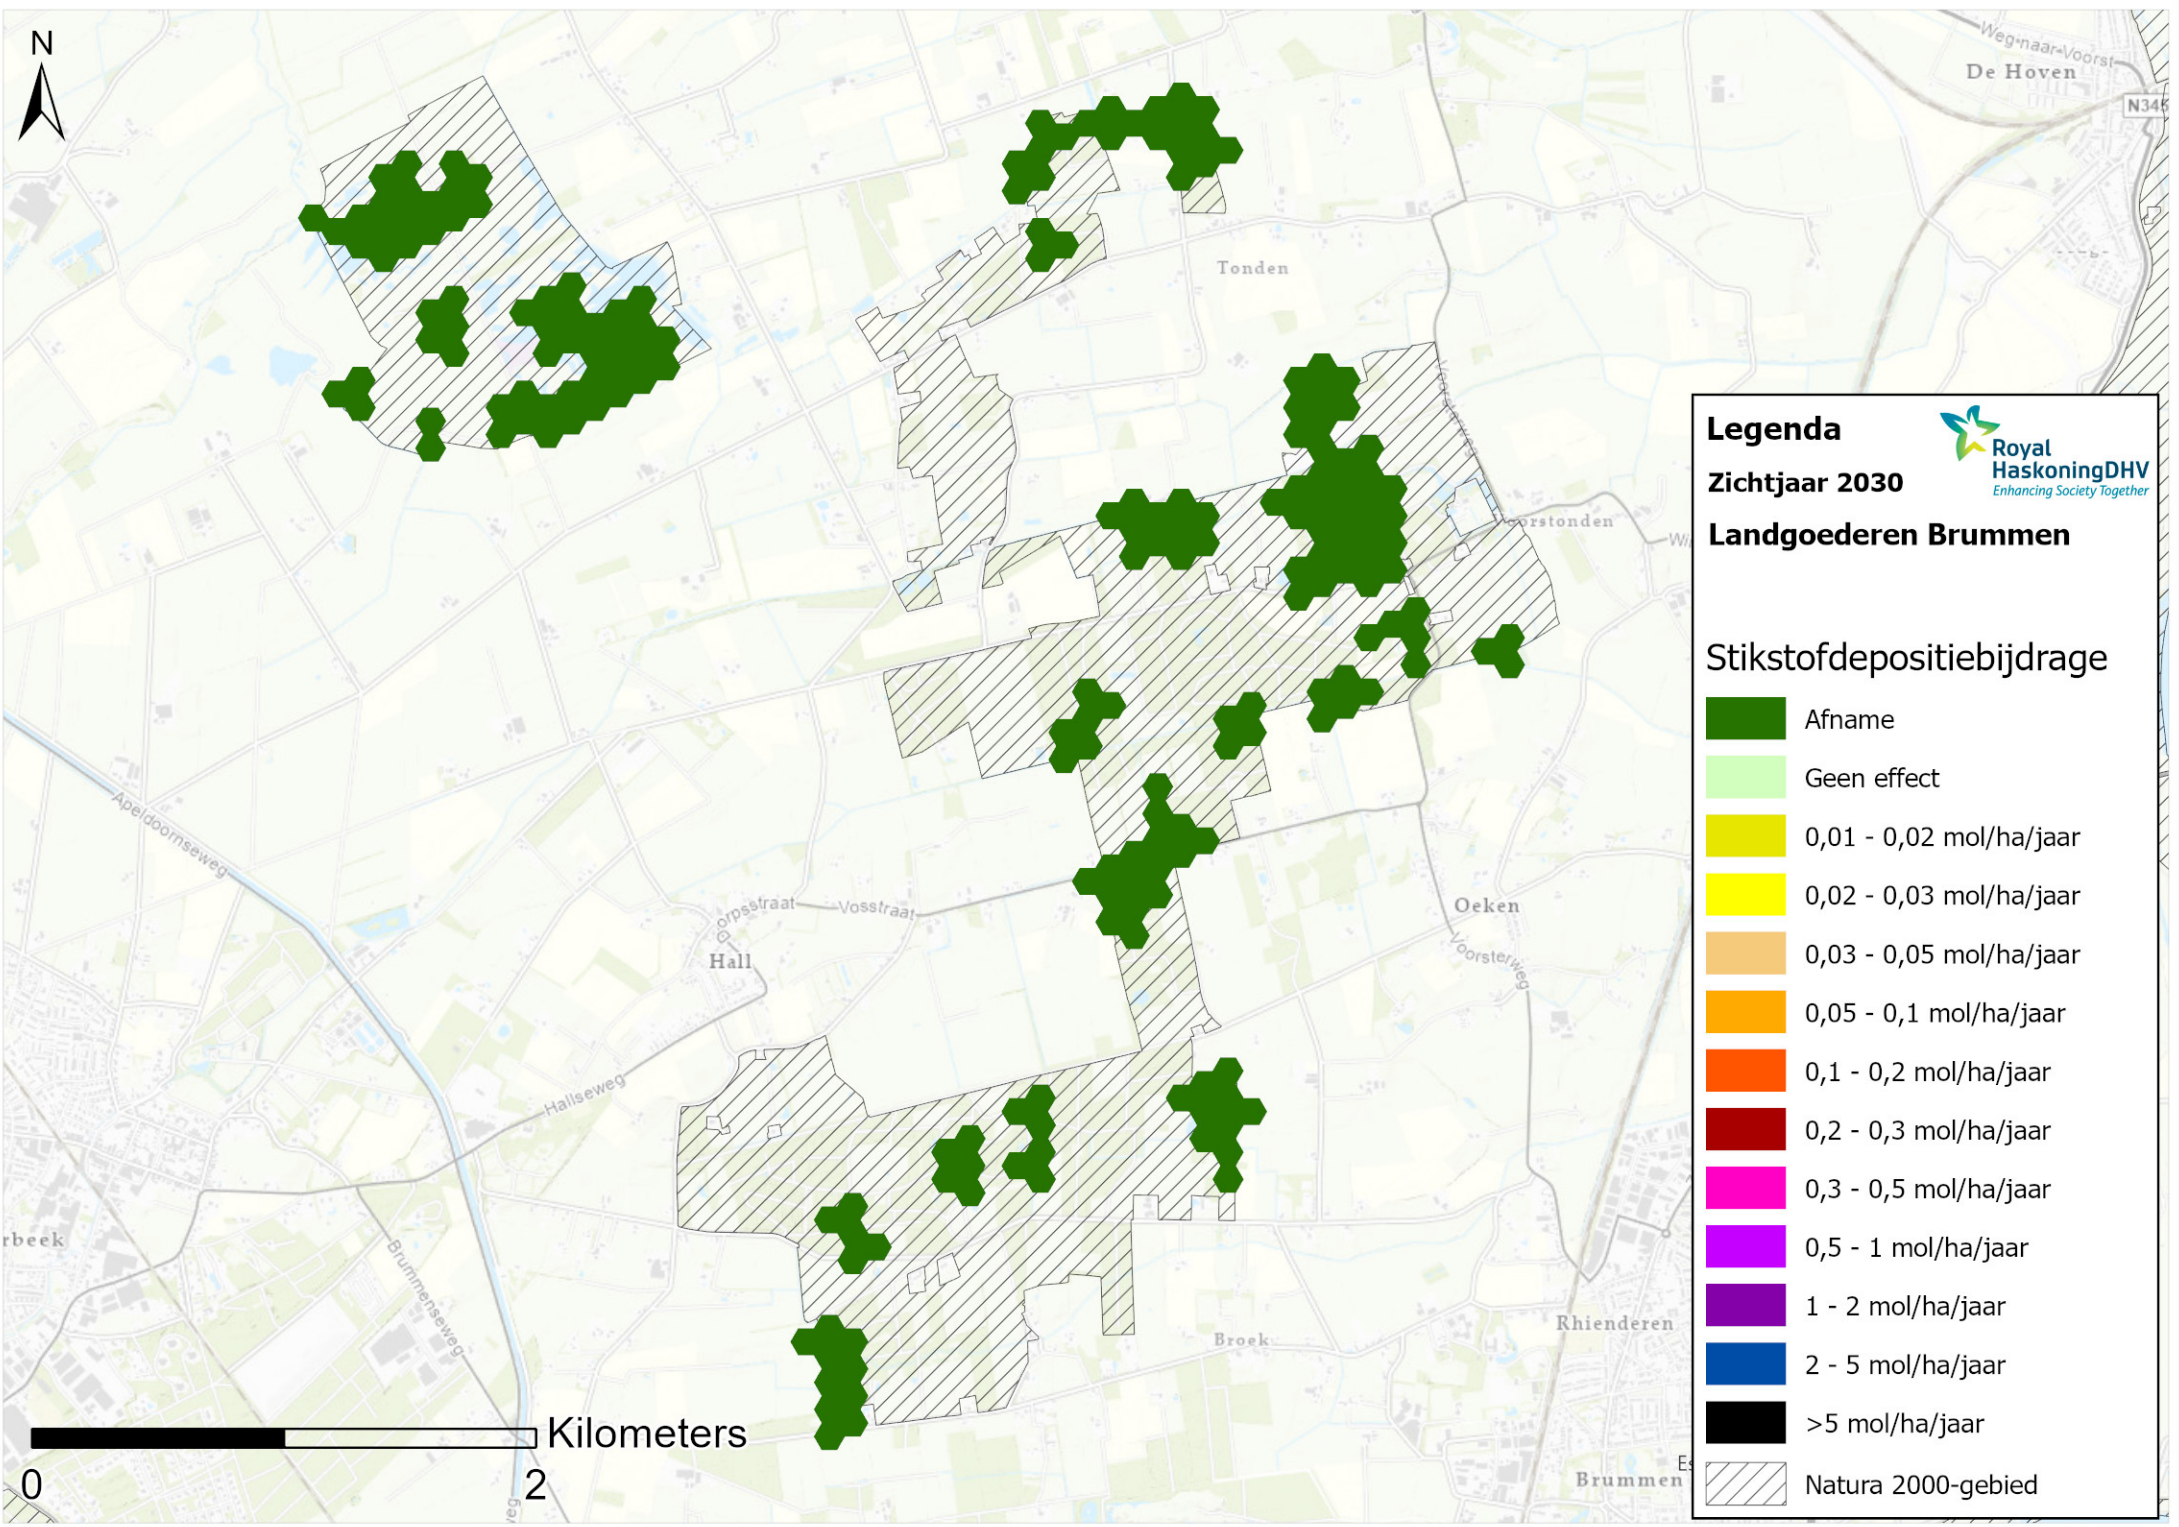 N
Weg-naar-Voorst
De Hoven
N345
Tonden
Voorsterweg
Voorstonden
Apeldoornseweg
Vosstraat
Hall
Oeken
Voorsterweg
Hallseweg
Brummenseweg
rbeek
Broek
Rhienderen
Brummen
Kilometers
0
2
Legenda
Zichtjaar 2030
Royal
HaskoningDHV
Enhancing Society Together
Landgoederen Brummen
Stikstofdepositiebijdrage
Afname
Geen effect
0,01 - 0,02 mol/ha/jaar
0,02 - 0,03 mol/ha/jaar
0,03 - 0,05 mol/ha/jaar
0,05 - 0,1 mol/ha/jaar
0,1 - 0,2 mol/ha/jaar
0,2 - 0,3 mol/ha/jaar
0,3 - 0,5 mol/ha/jaar
0,5 - 1 mol/ha/jaar
1 - 2 mol/ha/jaar
2 - 5 mol/ha/jaar
>5 mol/ha/jaar
Natura 2000-gebied